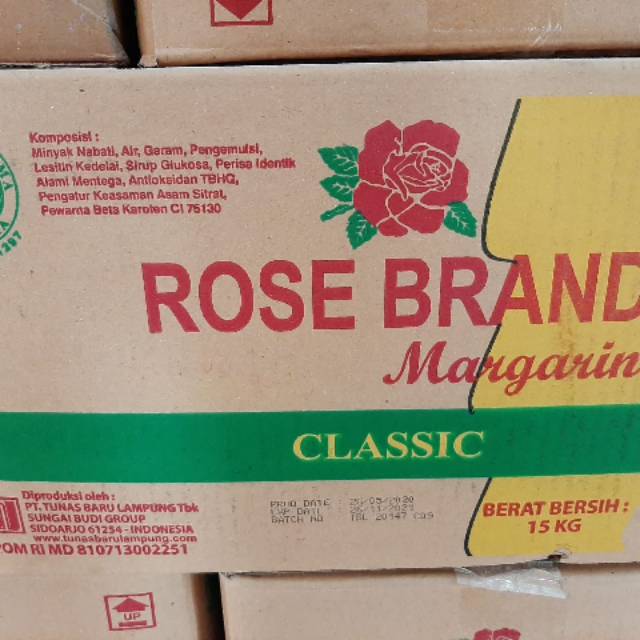 Komposisi :
Minyak Nabati, Air, Garam, Pengemulsi,
Lesitin Kedelai, Sirup Glukosa, Perisa Identik
Alami Mentega, Antioksidan TBHQ,
Pengatur Keasaman Asam Sitrat,
Pewarna Beta Karoten CI 75130
ROSE BRAND
Margarin
CLASSIC
Diproduksi oleh :
PT. TUNAS BARU LAMPUNG Tbk
SUNGAI BUDI GROUP
SIDOARJO 61254 - INDONESIA
www.tunasbarulampung.com
POM RI MD 810713002251
PROD DATE :
EXP DATE :
BATCH NO
BERAT BERSIH :
15 KG
UP